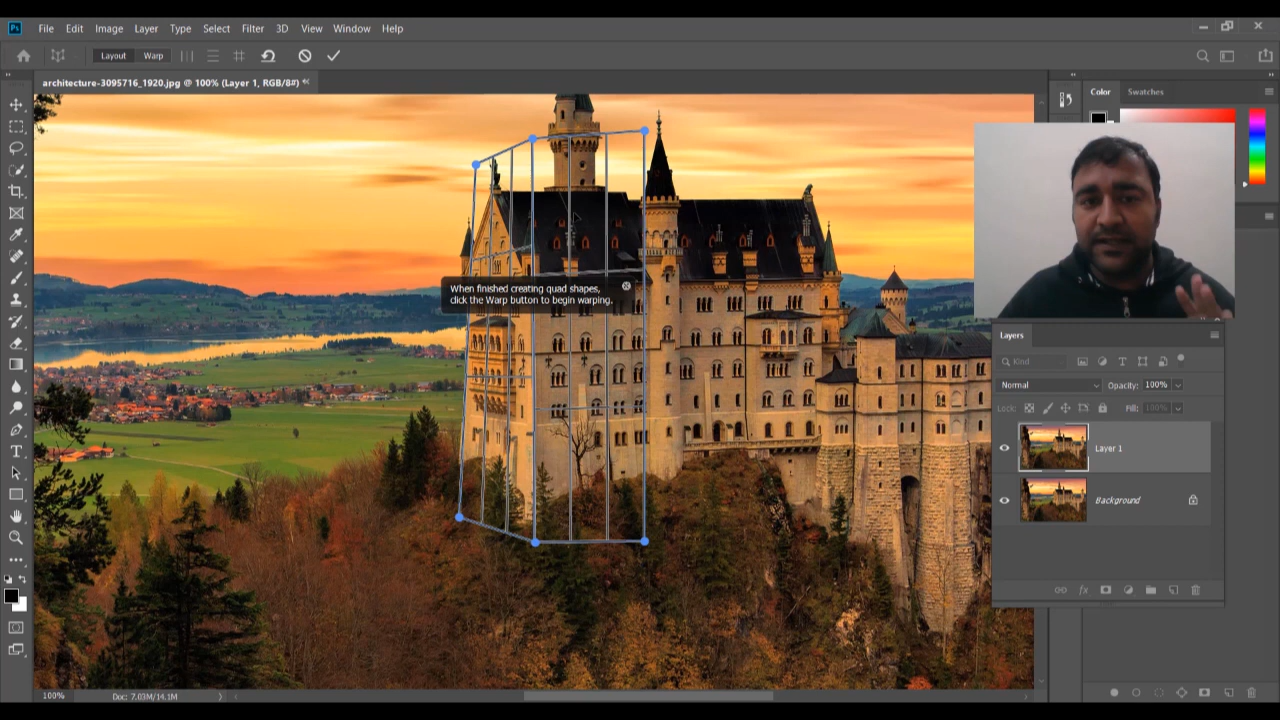 Ps File Edit Image Layer Type Select Filter 3D View Window Help
Layout Warp
architecture-3095716_1920.jpg @ 100% (Layer 1, RGB/8#)
Color Swatches
When finished creating quad shapes,
click the Warp button to begin warping.
Layers
Kind
Normal Opacity: 100%
Lock: Fill: 100%
Layer 1
Background
100% Doc: 7.03M/14.1M